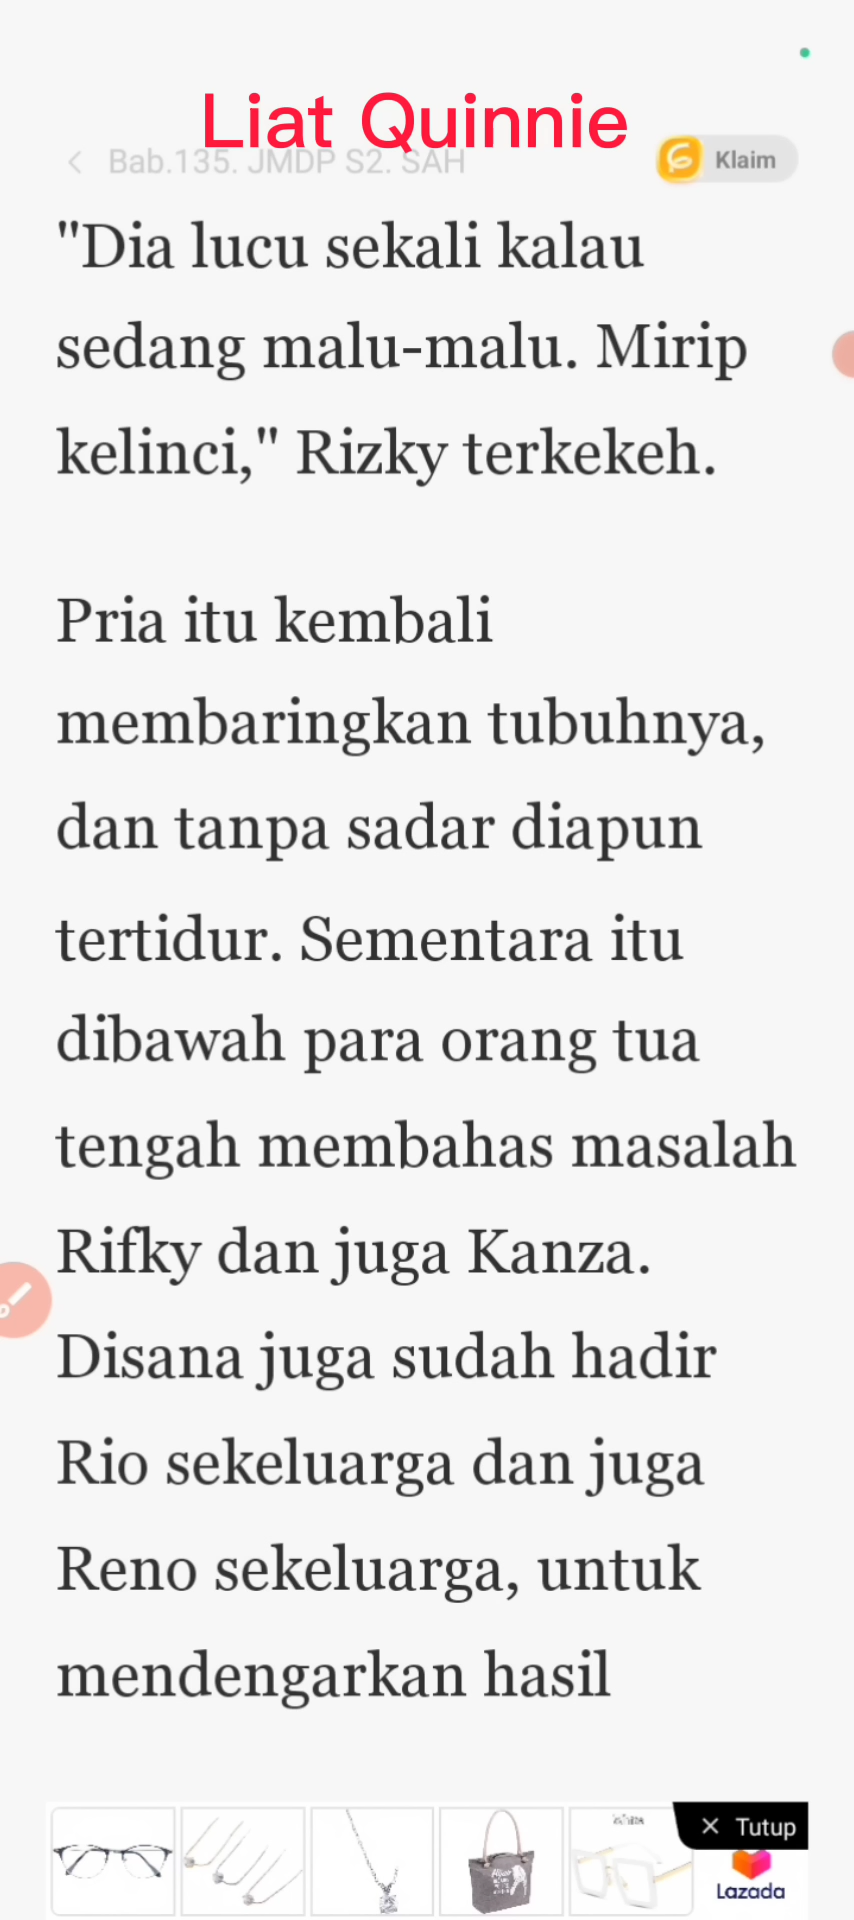 Liat Quinnie
Bab.135. JMDP S2. SAH
Klaim
"Dia lucu sekali kalau
sedang malu-malu. Mirip
kelinci," Rizky terkekeh.
Pria itu kembali
membaringkan tubuhnya,
dan tanpa sadar diapun
tertidur. Sementara itu
dibawah para orang tua
tengah membahas masalah
Rifky dan juga Kanza.
Disana juga sudah hadir
Rio sekeluarga dan juga
Reno sekeluarga, untuk
mendengarkan hasil
Tutup
Lazada